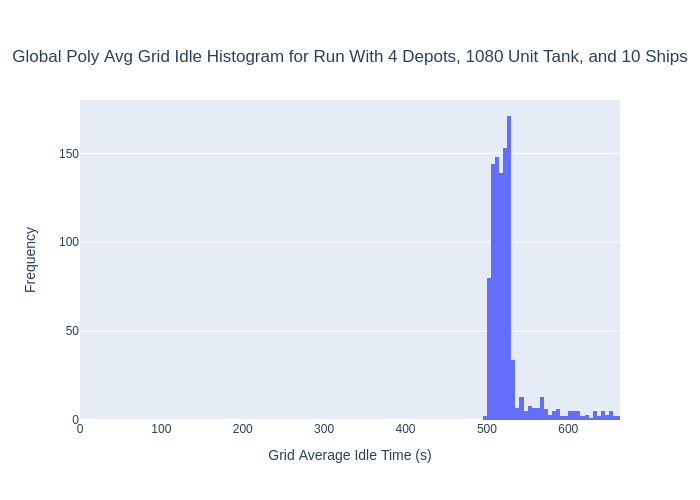 Global Poly Avg Grid Idle Histogram for Run With 4 Depots, 1080 Unit Tank, and 10 Ships
150
100
50
0
0 100 200 300 400 500 600
Frequency
Grid Average Idle Time (s)